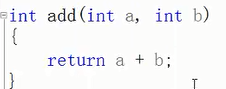 int add(int a, int b)
{
    return a + b;
}